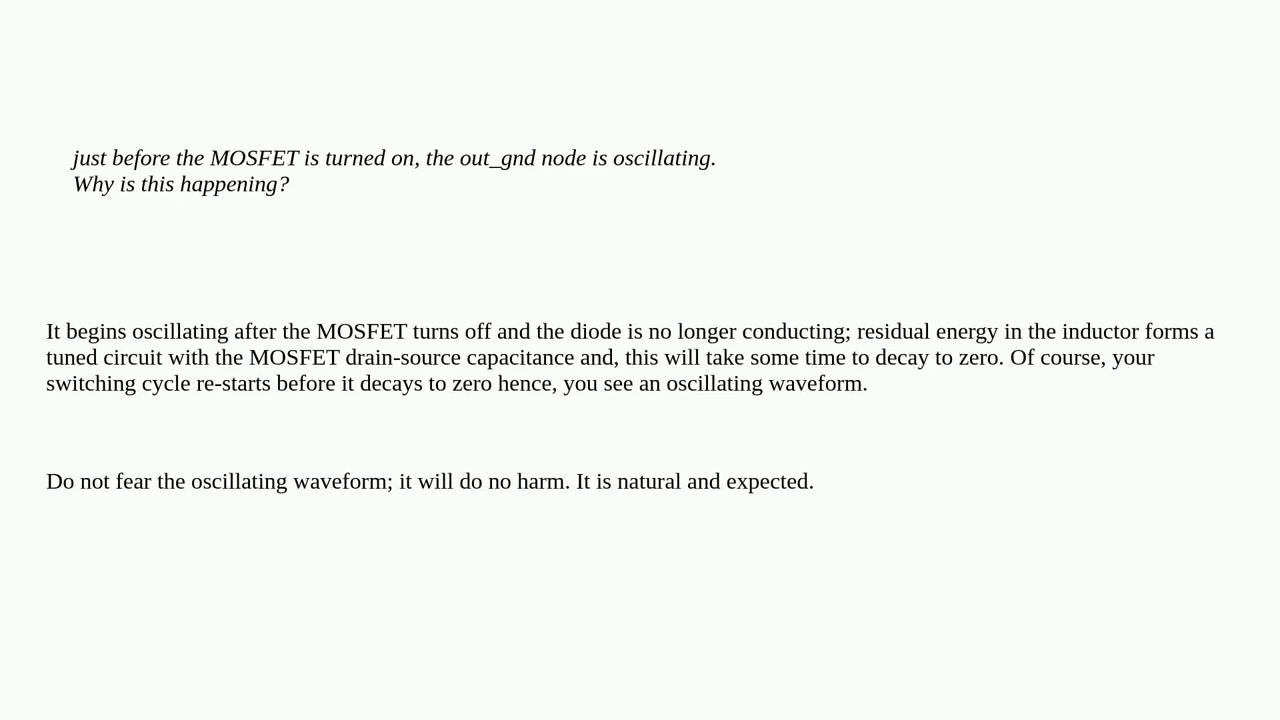 just before the MOSFET is turned on, the out_gnd node is oscillating.
Why is this happening?
It begins oscillating after the MOSFET turns off and the diode is no longer conducting; residual energy in the inductor forms a
tuned circuit with the MOSFET drain-source capacitance and, this will take some time to decay to zero. Of course, your
switching cycle re-starts before it decays to zero hence, you see an oscillating waveform.
Do not fear the oscillating waveform; it will do no harm. It is natural and expected.